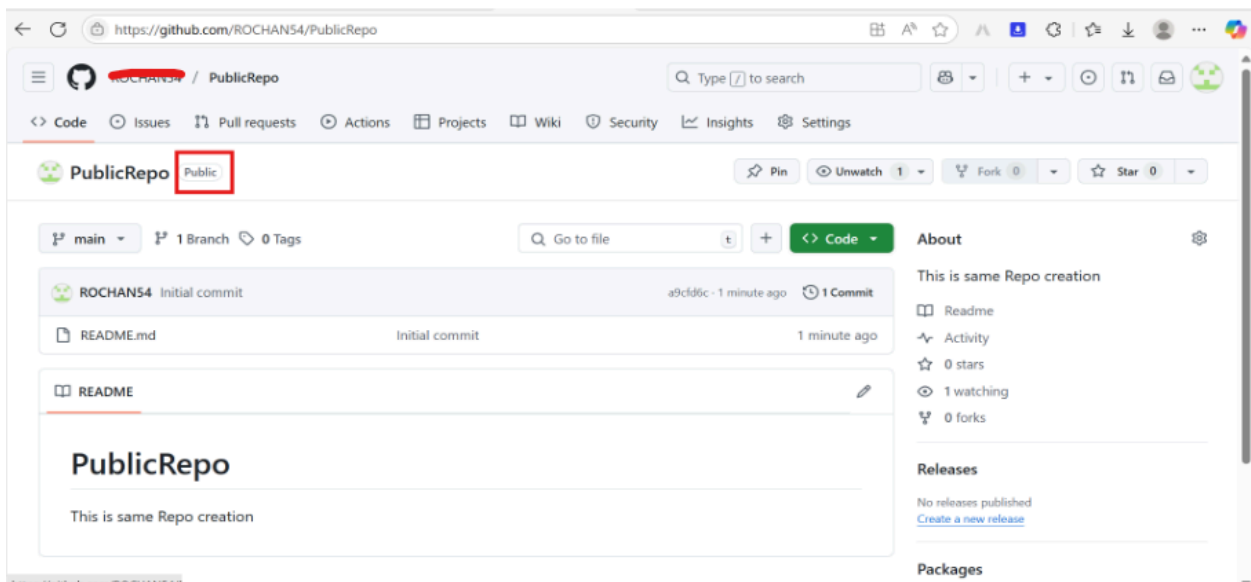 https://github.com/ROCHAN54/PublicRepo
/ PublicRepo
Type / to search
Code Issues Pull requests Actions Projects Wiki Security Insights Settings
PublicRepo Public
Pin Unwatch 1 Fork 0 Star 0
main 1 Branch 0 Tags
Go to file t + Code
About
This is same Repo creation
ROCHAN54 Initial commit a9cfd6c · 1 minute ago 1 Commit
README.md Initial commit 1 minute ago
Readme
Activity
0 stars
1 watching
0 forks
README
PublicRepo
This is same Repo creation
Releases
No releases published
Create a new release
Packages